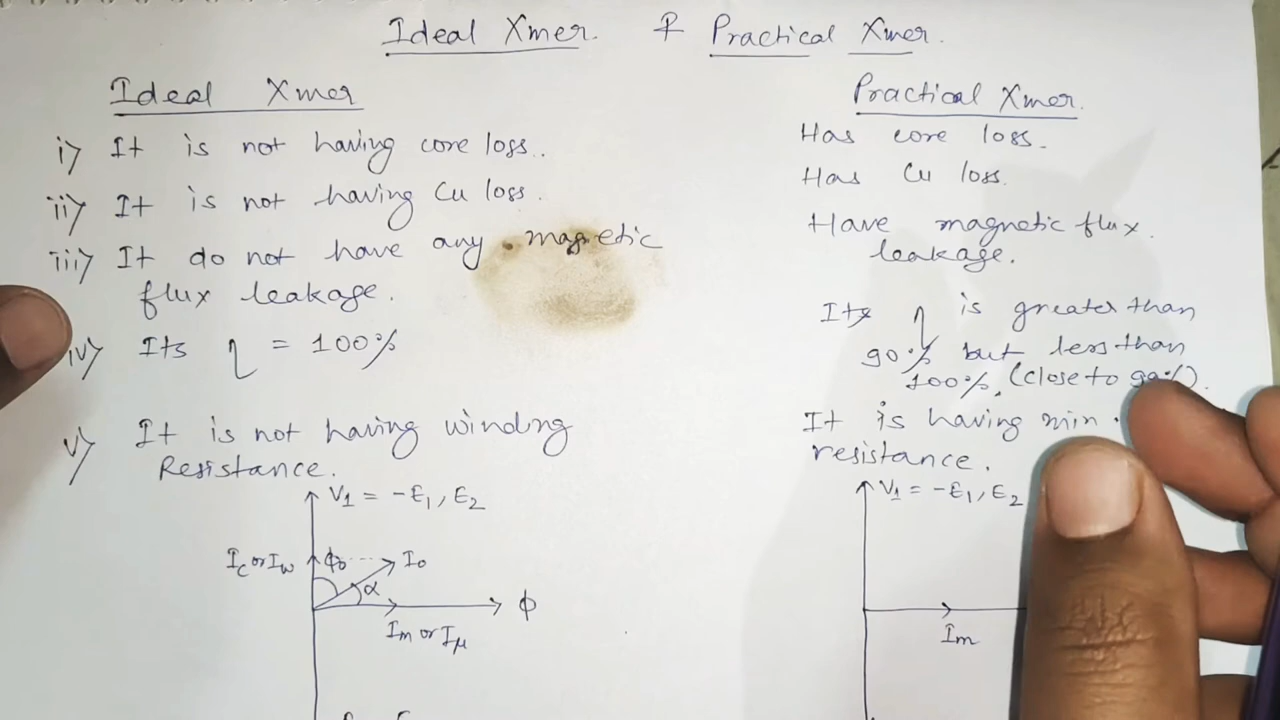 Ideal Xmer. & Practical Xmer.
Ideal Xmer
i) It is not having core loss..
ii) It is not having Cu loss.
iii) It do not have any magnetic
flux leakage.
iv) Its η = 100%
v) It is not having winding
Resistance.
V1 = -E1, E2
Ic or Iw
ϕo
Io
α
ϕ
Im or Iμ
Practical Xmer.
Has core loss.
Has Cu loss.
Have magnetic flux.
leakage.
Its η is greater than
90% but less than
100%. (close to 99%).
It is having min.
resistance.
V1 = -E1, E2
Im